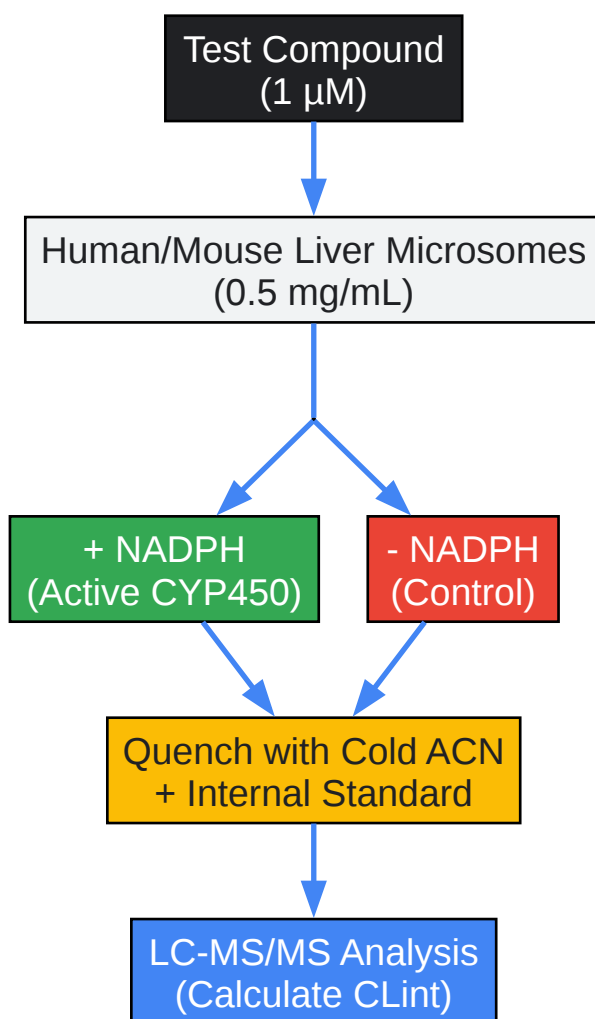 Test Compound
(1 µM)
Human/Mouse Liver Microsomes
(0.5 mg/mL)
+ NADPH
(Active CYP450)
- NADPH
(Control)
Quench with Cold ACN
+ Internal Standard
LC-MS/MS Analysis
(Calculate CLint)